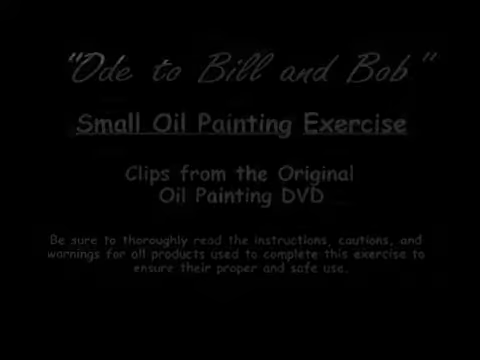 "Ode to Bill and Bob"
Small Oil Painting Exercise
Clips from the Original
Oil Painting DVD
Be sure to thoroughly read the instructions, cautions, and
warnings for all products used to complete this exercise to
ensure their proper and safe use.